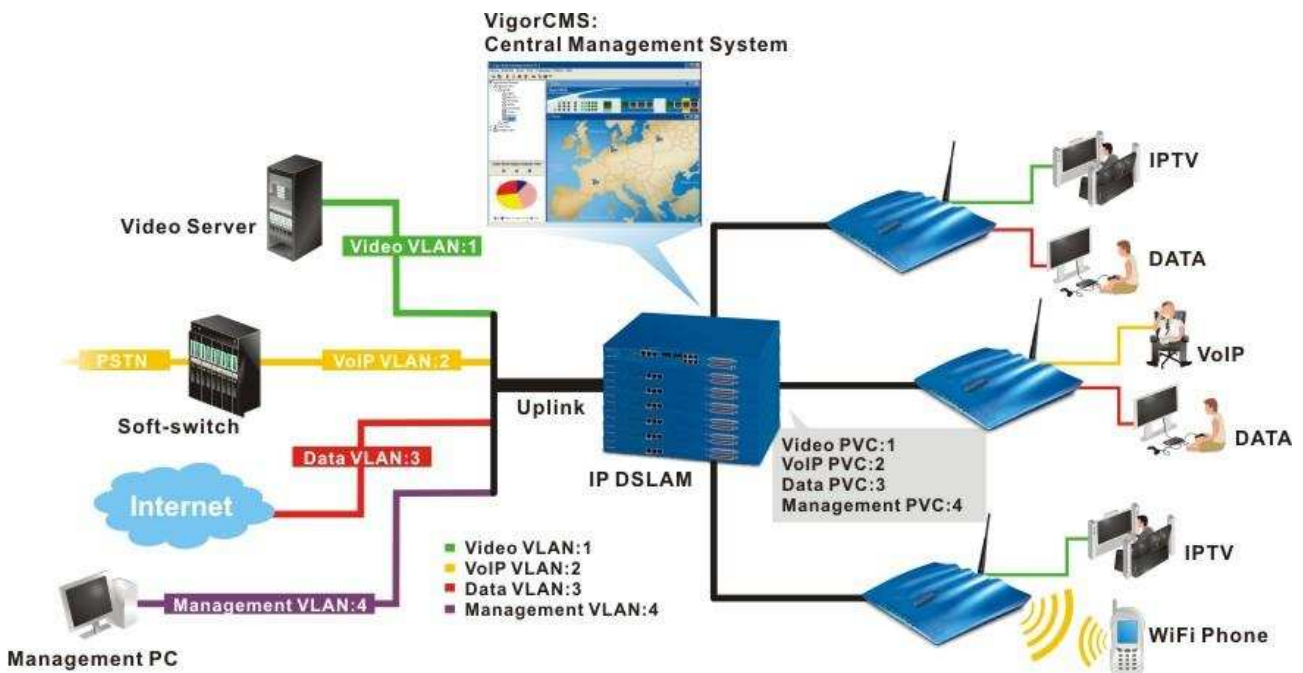 VigorCMS:
Central Management System
Video Server
Video VLAN:1
PSTN
VoIP VLAN:2
Soft-switch
Uplink
Data VLAN:3
Internet
Management VLAN:4
Management PC
Video VLAN:1
VoIP VLAN:2
Data VLAN:3
Management VLAN:4
IP DSLAM
Video PVC:1
VoIP PVC:2
Data PVC:3
Management PVC:4
IPTV
DATA
VoIP
DATA
IPTV
WiFi Phone